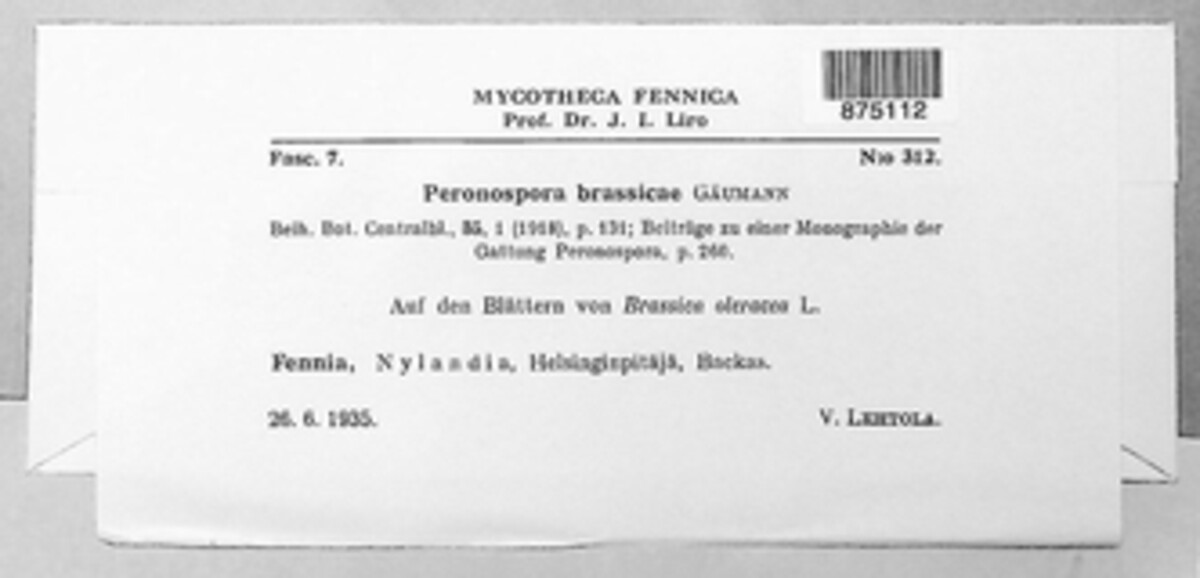 MYCOTHECA FENNICA
Prof. Dr. J. I. Liro
875112
Fasc. 7.
N:o 312.
Peronospora brassicae GÄUMANN
Beih. Bot. Centralbl., 35, 1 (1918), p. 131; Beiträge zu einer Monographie der
Gattung Peronospora, p. 260.
Auf den Blättern von Brassica oleracea L.
Fennia, Nylandia, Helsinginpitäjä, Backas.
26. 6. 1935.
V. LEHTOLA.